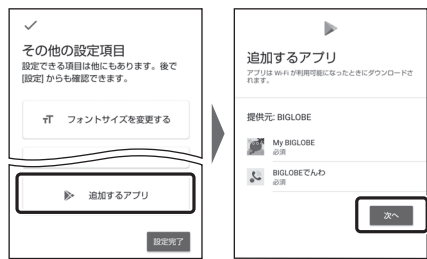 その他の設定項目
設定できる項目は他にもあります。後で
[設定] からも確認できます。
フォントサイズを変更する
追加するアプリ
設定完了
追加するアプリ
アプリは Wi-Fi が利用可能になったときにダウンロードさ
れます。
提供元: BIGLOBE
My BIGLOBE
必須
BIGLOBEでんわ
必須
次へ